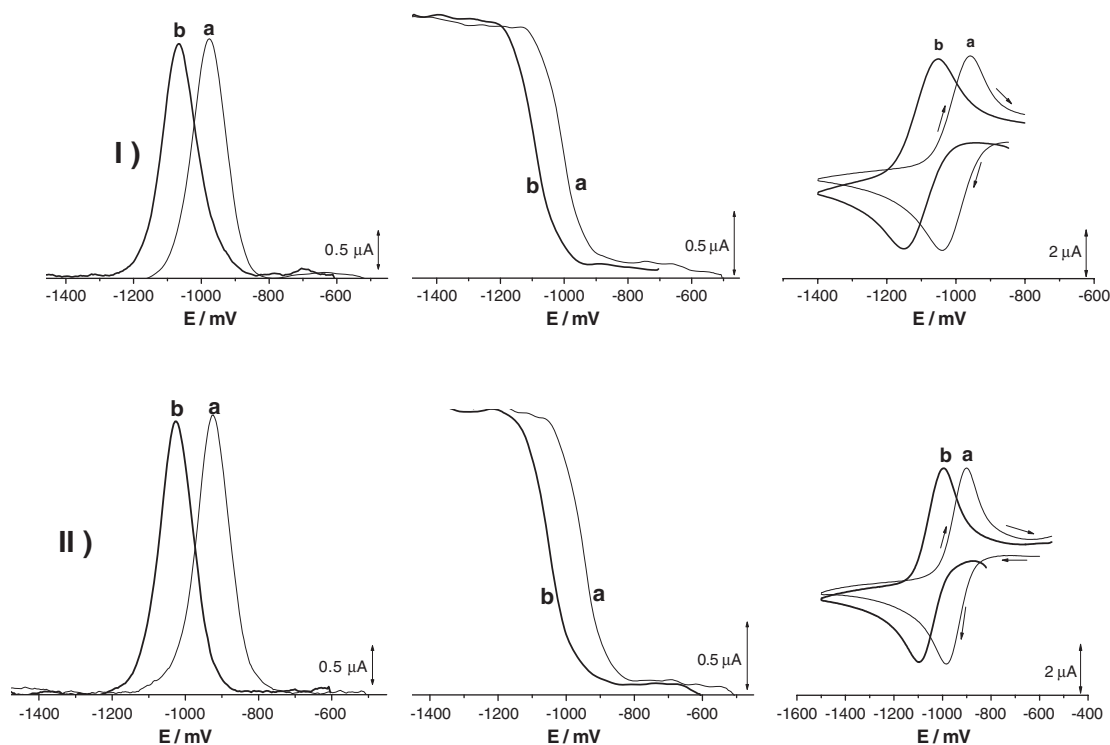 b a
I )
0.5 µA
-1400 -1200 -1000 -800 -600
E / mV
b a
0.5 µA
-1400 -1200 -1000 -800 -600
E / mV
b a
2 µA
-1400 -1200 -1000 -800 -600
E / mV
b a
II )
0.5 µA
-1400 -1200 -1000 -800 -600
E / mV
b a
0.5 µA
-1400 -1200 -1000 -800 -600
E / mV
b a
2 µA
-1600 -1400 -1200 -1000 -800 -600 -400
E / mV